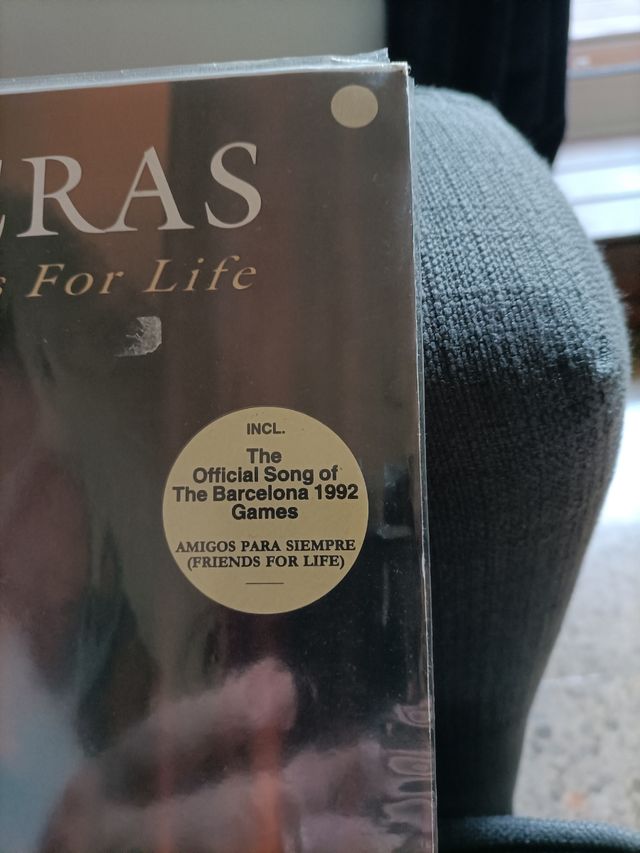 ERAS
s For Life
INCL.
The
Official Song of
The Barcelona 1992
Games
AMIGOS PARA SIEMPRE
(FRIENDS FOR LIFE)